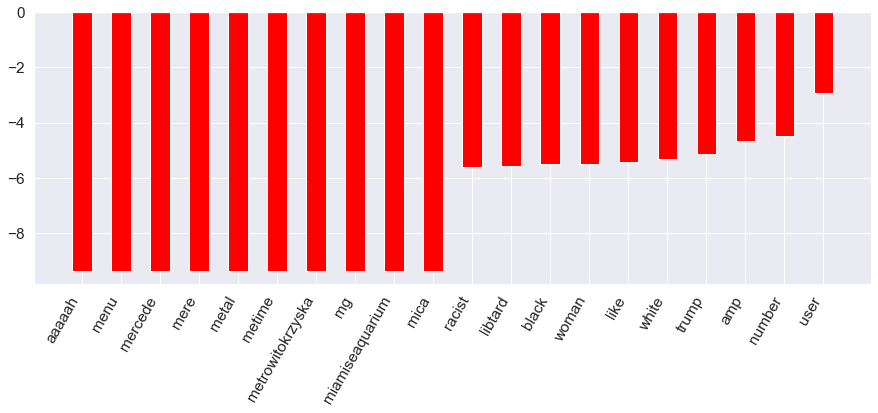 0
−2
−4
−6
−8
aaaaah
menu
mercede
mere
metal
metime
metrowitokrzyska
mg
miamiseaquarium
mica
racist
libtard
black
woman
like
white
trump
amp
number
user